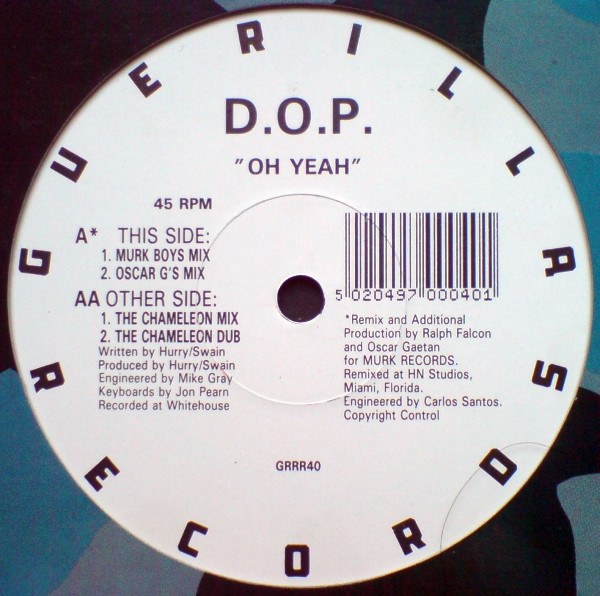 GUERILLA RECORDS
D.O.P.
"OH YEAH"
45 RPM
A* THIS SIDE:
1. MURK BOYS MIX
2. OSCAR G'S MIX
AA OTHER SIDE:
1. THE CHAMELEON MIX
2. THE CHAMELEON DUB
Written by Hurry/Swain
Produced by Hurry/Swain
Engineered by Mike Gray
Keyboards by Jon Pearn
Recorded at Whitehouse
5 020497 000401
*Remix and Additional
Production by Ralph Falcon
and Oscar Gaetan
for MURK RECORDS.
Remixed at HN Studios,
Miami, Florida.
Engineered by Carlos Santos.
Copyright Control
GRRR40